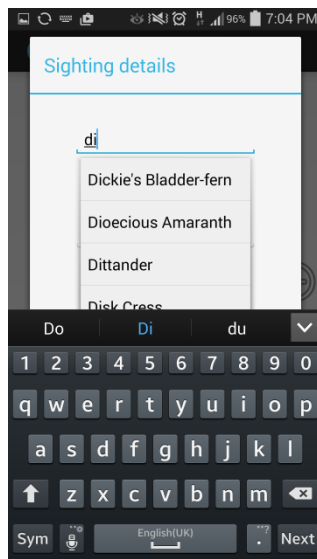 H 96% 7:04 PM
Sighting details
di
Dickie's Bladder-fern
Dioecious Amaranth
Dittander
Disk Cress
Do Di du
1 2 3 4 5 6 7 8 9 0
q w e r t y u i o p
a s d f g h j k l
z x c v b n m
Sym English(UK) . Next